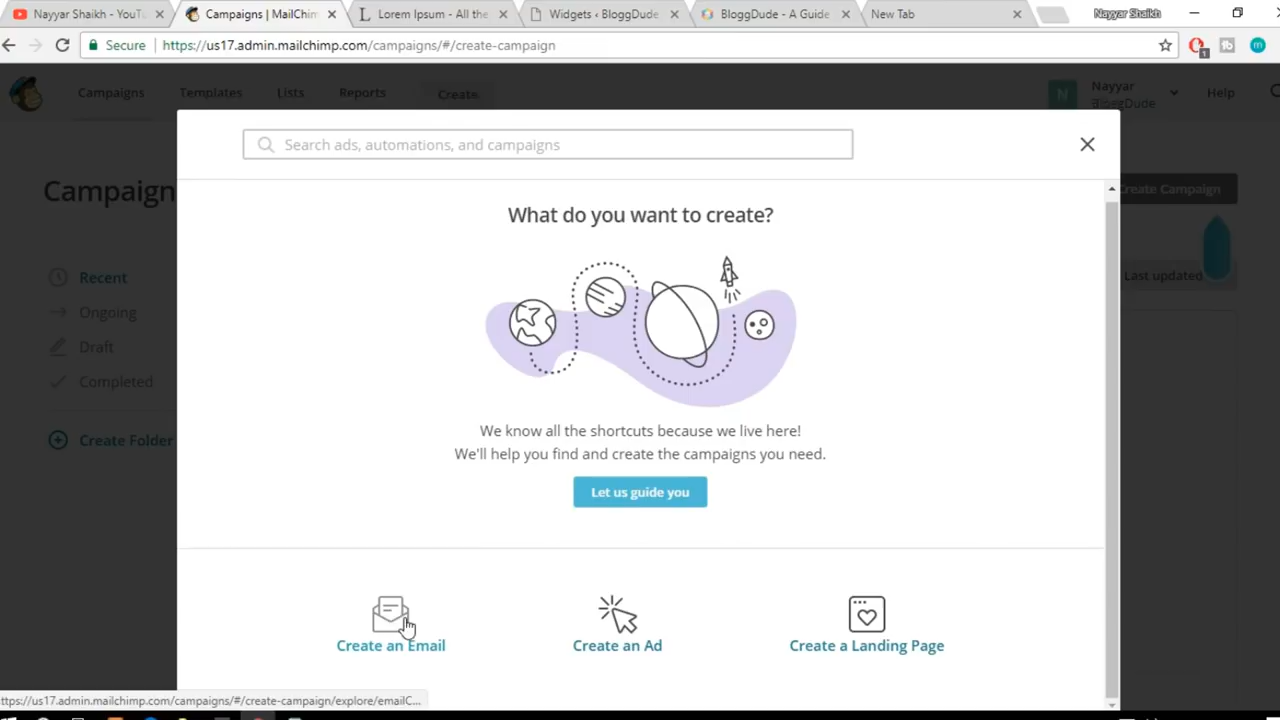 Nayyar Shaikh - YouTu
Campaigns | MailChim
Lorem Ipsum - All the
Widgets ‹ BloggDude
BloggDude - A Guide
New Tab
Nayyar Shaikh
Secure
https://us17.admin.mailchimp.com/campaigns/#/create-campaign
1
m
Campaigns
Templates
Lists
Reports
Create
N
Nayyar
BloggDude
Help
Search ads, automations, and campaigns
Campaign
Create Campaign
What do you want to create?
Recent
Last updated
Ongoing
Draft
Completed
Create Folder
We know all the shortcuts because we live here!
We'll help you find and create the campaigns you need.
Let us guide you
Create an Email
Create an Ad
Create a Landing Page
ttps://us17.admin.mailchimp.com/campaigns/#/create-campaign/explore/emailC...